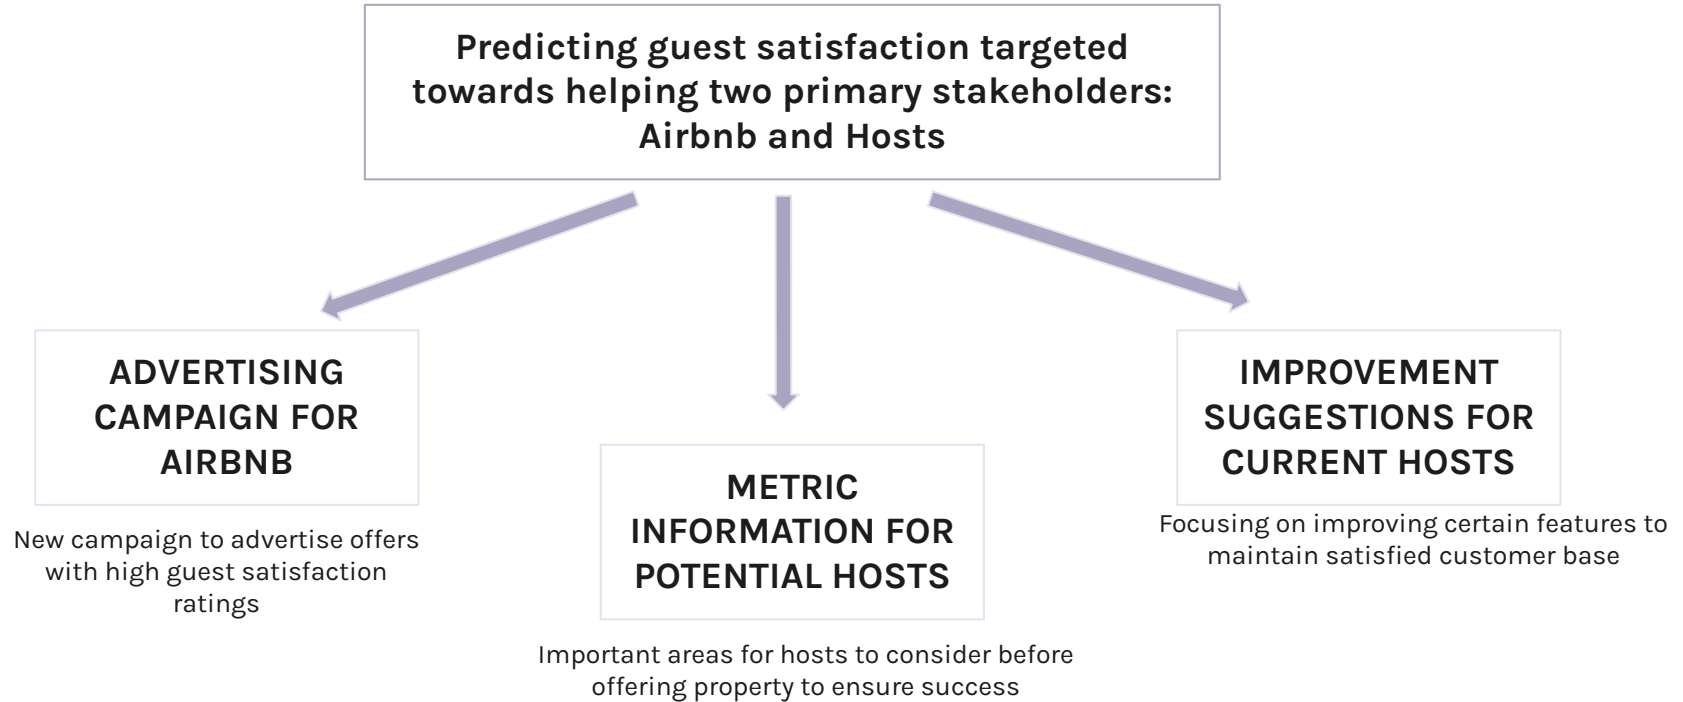 Predicting guest satisfaction targeted
towards helping two primary stakeholders:
Airbnb and Hosts
ADVERTISING
CAMPAIGN FOR
AIRBNB
New campaign to advertise offers
with high guest satisfaction
ratings
METRIC
INFORMATION FOR
POTENTIAL HOSTS
Important areas for hosts to consider before
offering property to ensure success
IMPROVEMENT
SUGGESTIONS FOR
CURRENT HOSTS
Focusing on improving certain features to
maintain satisfied customer base